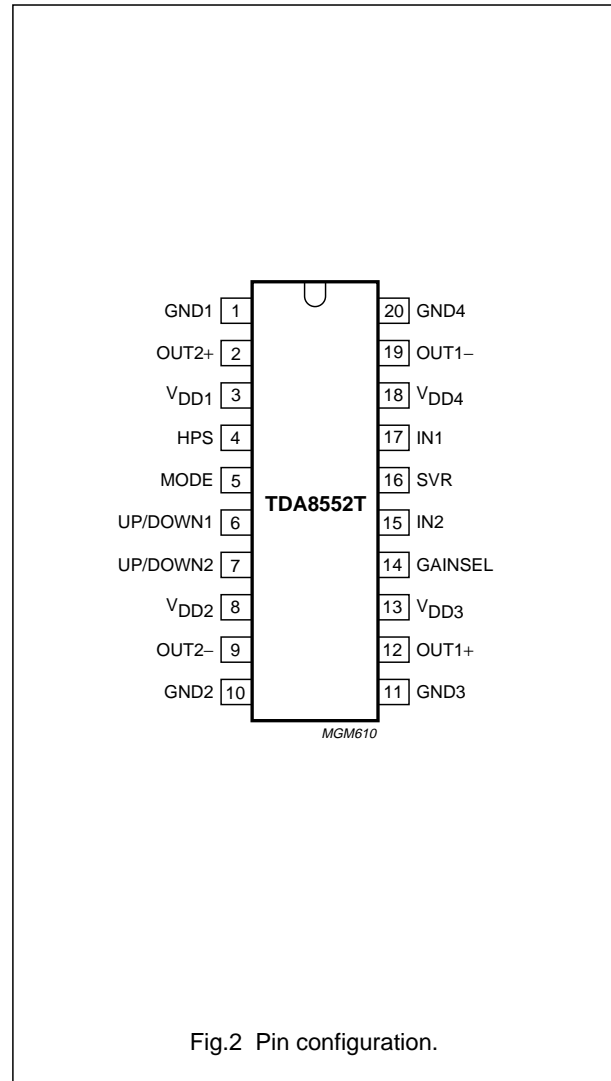 GND1 1 20 GND4
OUT2+ 2 19 OUT1−
VDD1 3 18 VDD4
HPS 4 17 IN1
MODE 5 16 SVR
TDA8552T
UP/DOWN1 6 15 IN2
UP/DOWN2 7 14 GAINSEL
VDD2 8 13 VDD3
OUT2− 9 12 OUT1+
GND2 10 11 GND3
MGM610
Fig.2 Pin configuration.